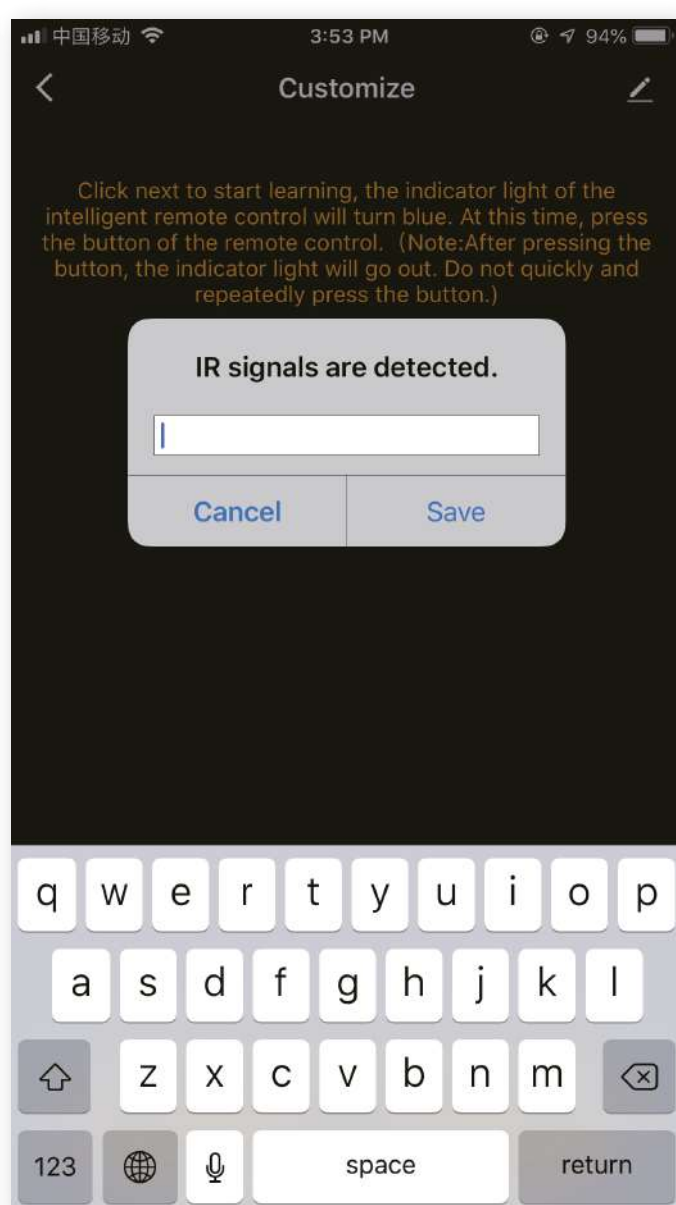 中国移动 3:53 PM 94%
Customize
Click next to start learning, the indicator light of the
intelligent remote control will turn blue. At this time, press
the button of the remote control.（Note:After pressing the
button, the indicator light will go out. Do not quickly and
repeatedly press the button.)
IR signals are detected.
Cancel Save
q w e r t y u i o p
a s d f g h j k l
z x c v b n m
123 space return